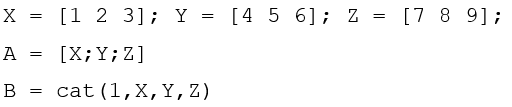 X = [1 2 3]; Y = [4 5 6]; Z = [7 8 9];
A = [X;Y;Z]
B = cat(1,X,Y,Z)